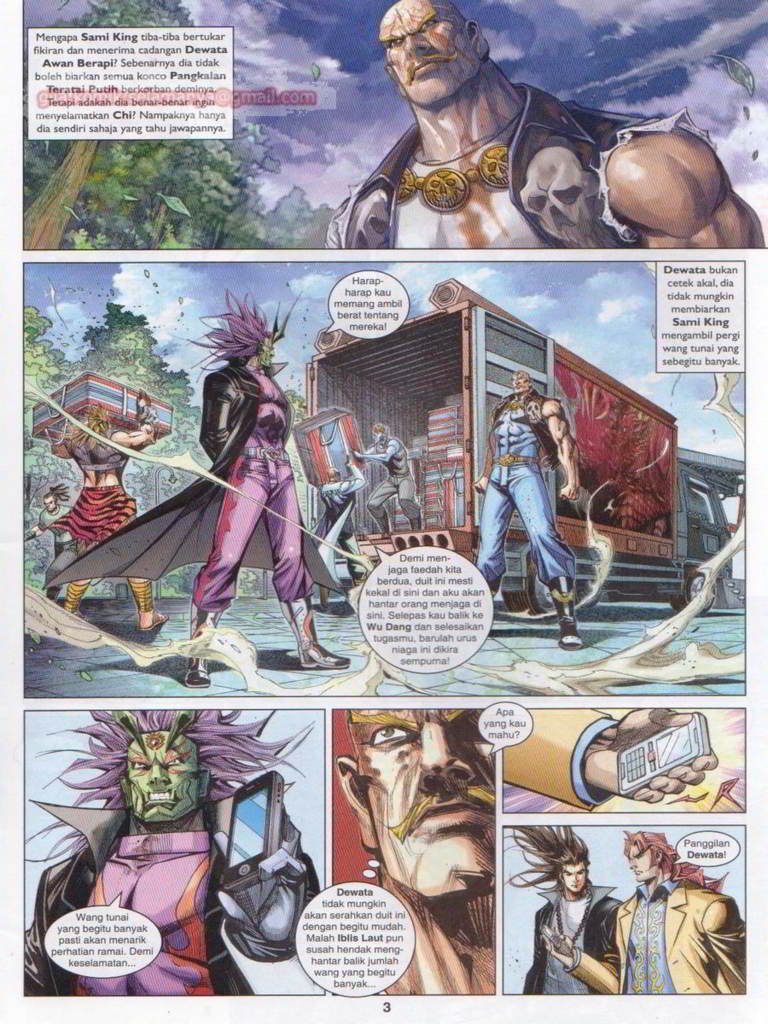 Mengapa Sami King tiba-tiba bertukar
fikiran dan menerima cadangan Dewata
Awan Berapi? Sebenarnya dia tidak
boleh biarkan semua konco Pangkalan
Teratai Putih berkorban deminya.
Tetapi adakah dia benar-benar ingin
menyelamatkan Chi? Nampaknya hanya
dia sendiri sahaja yang tahu jawapannya.
@gmail.com
Harap-
harap kau
memang ambil
berat tentang
mereka!
Dewata bukan
cetek akal, dia
tidak mungkin
membiarkan
Sami King
mengambil pergi
wang tunai yang
sebegitu banyak.
Demi men-
jaga faedah kita
berdua, duit ini mesti
kekal di sini dan aku akan
hantar orang menjaga di
sini. Selepas kau balik ke
Wu Dang dan selesaikan
tugasmu, barulah urus
niaga ini dikira
sempurna!
Wang tunai
yang begitu banyak
pasti akan menarik
perhatian ramai. Demi
keselamatan...
Apa
yang kau
mahu?
Dewata
tidak mungkin
akan serahkan duit ini
dengan begitu mudah.
Malah Iblis Laut pun
susah hendak meng-
hantar balik jumlah
wang yang begitu
banyak...
Panggilan
Dewata!
3